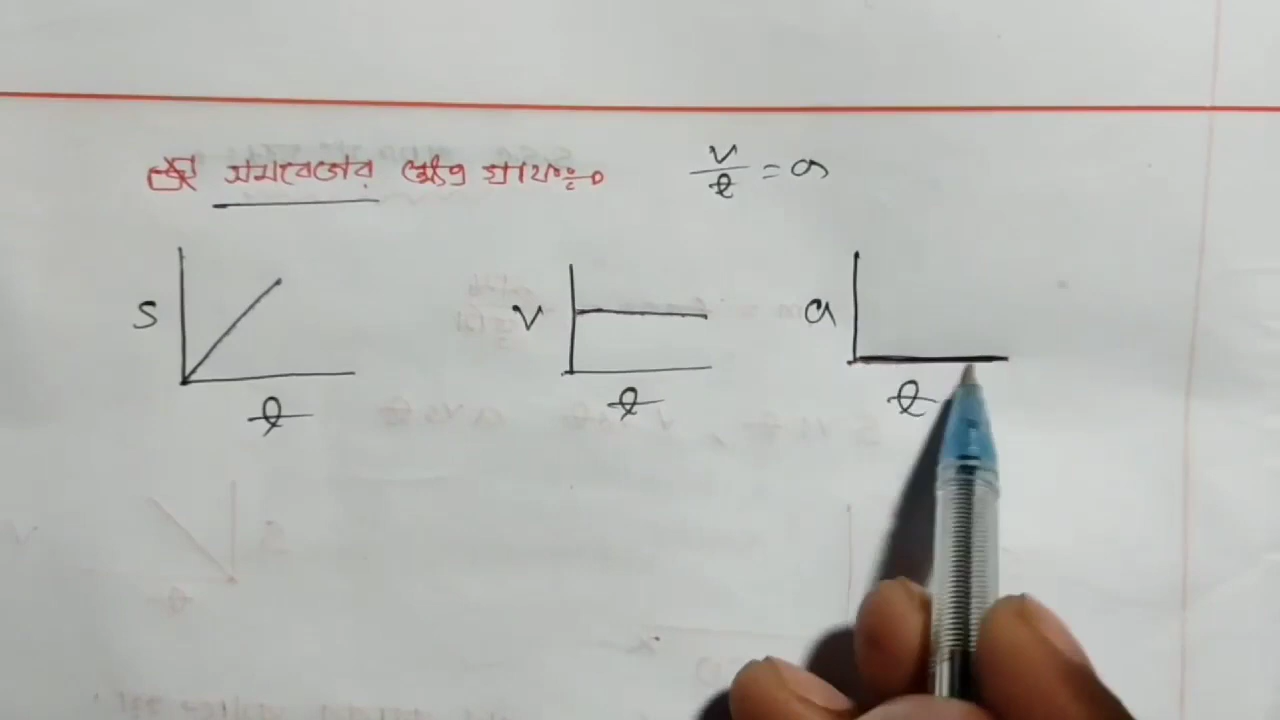 সমবেগের ক্ষেত্রে গ্রাফঃ-
v/t = a
S
t
v
t
a
t